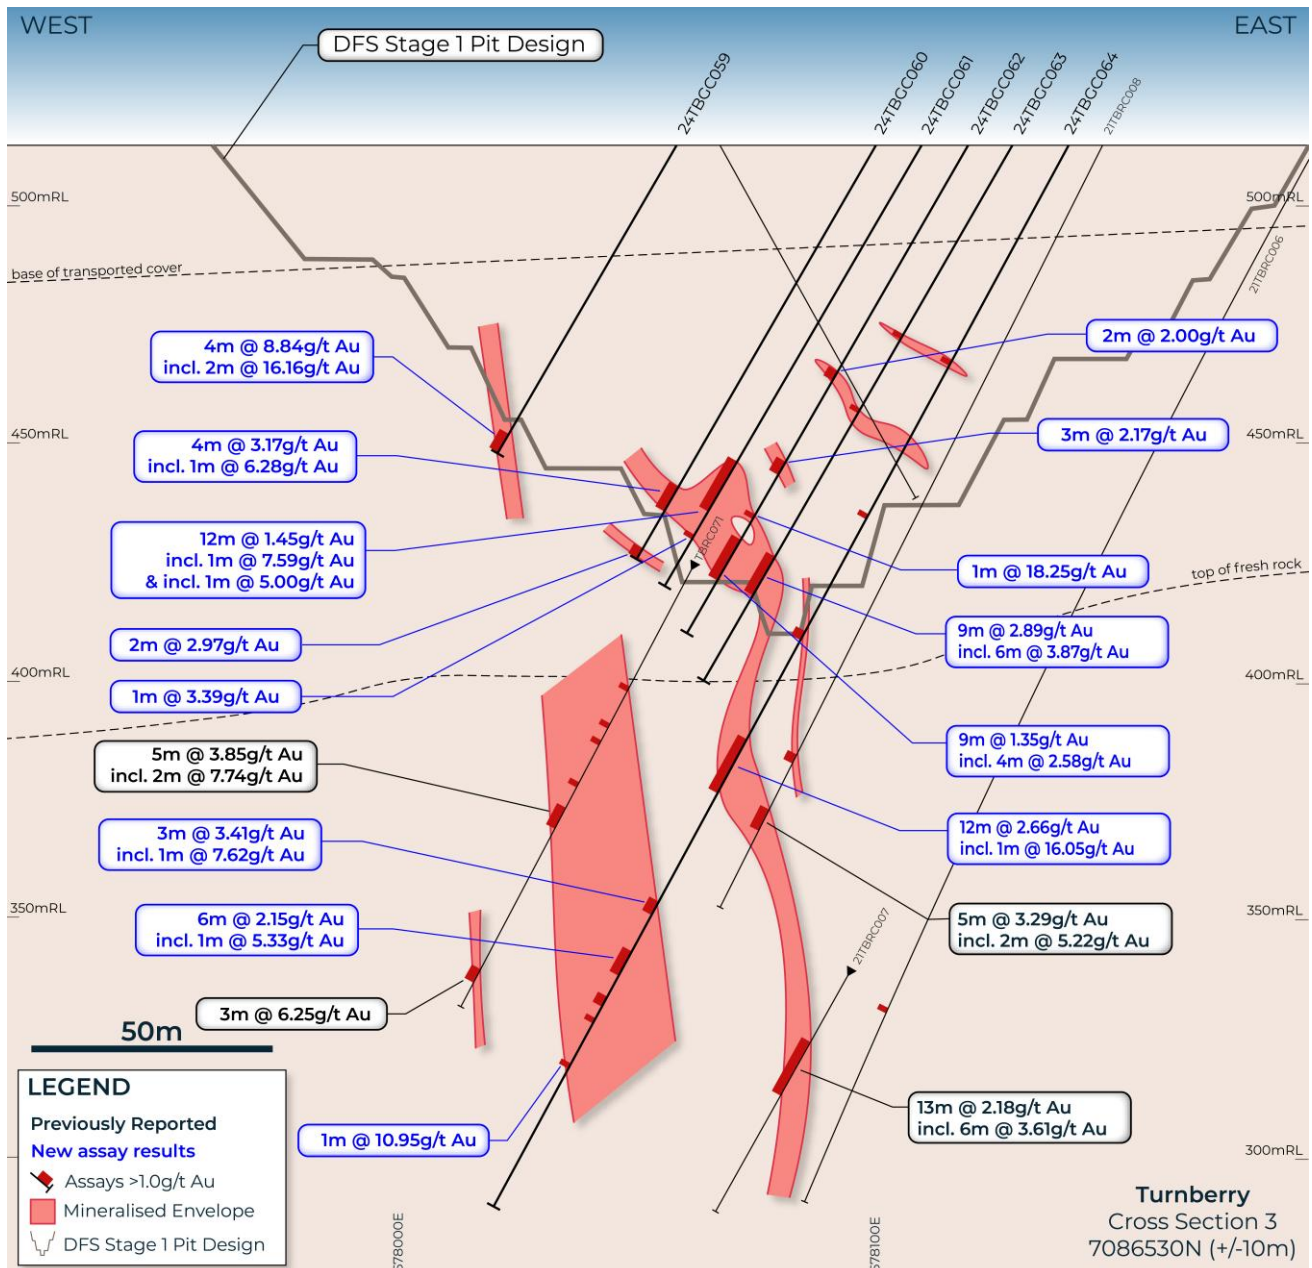 WEST
EAST
DFS Stage 1 Pit Design
24TBGC059
24TBGC060
24TBGC061
24TBGC062
24TBGC063
24TBGC064
21TBRC008
500mRL
500mRL
21TBRC006
base of transported cover
4m @ 8.84g/t Au
incl. 2m @ 16.16g/t Au
2m @ 2.00g/t Au
450mRL
450mRL
4m @ 3.17g/t Au
incl. 1m @ 6.28g/t Au
3m @ 2.17g/t Au
12m @ 1.45g/t Au
incl. 1m @ 7.59g/t Au
& incl. 1m @ 5.00g/t Au
TBRC071
1m @ 18.25g/t Au
top of fresh rock
2m @ 2.97g/t Au
9m @ 2.89g/t Au
incl. 6m @ 3.87g/t Au
400mRL
400mRL
1m @ 3.39g/t Au
5m @ 3.85g/t Au
incl. 2m @ 7.74g/t Au
9m @ 1.35g/t Au
incl. 4m @ 2.58g/t Au
3m @ 3.41g/t Au
incl. 1m @ 7.62g/t Au
12m @ 2.66g/t Au
incl. 1m @ 16.05g/t Au
350mRL
350mRL
6m @ 2.15g/t Au
incl. 1m @ 5.33g/t Au
5m @ 3.29g/t Au
incl. 2m @ 5.22g/t Au
21TBRC007
3m @ 6.25g/t Au
50m
13m @ 2.18g/t Au
incl. 6m @ 3.61g/t Au
1m @ 10.95g/t Au
300mRL
LEGEND
Previously Reported
New assay results
Assays >1.0g/t Au
Mineralised Envelope
DFS Stage 1 Pit Design
678000E
678100E
Turnberry
Cross Section 3
7086530N (+/-10m)